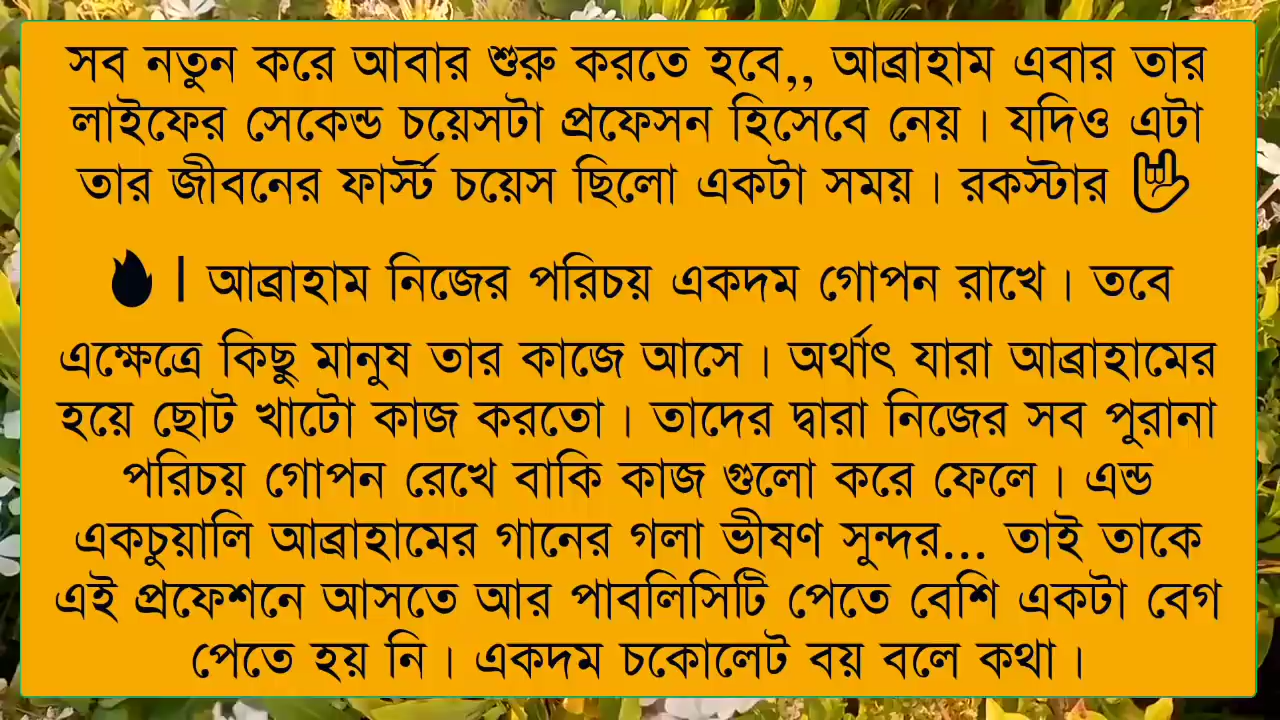 সব নতুন করে আবার শুরু করতে হবে,, আব্রাহাম এবার তার
লাইফের সেকেন্ড চয়েসটা প্রফেসন হিসেবে নেয়। যদিও এটা
তার জীবনের ফার্স্ট চয়েস ছিলো একটা সময়। রকস্টার 🤟
🔥। আব্রাহাম নিজের পরিচয় একদম গোপন রাখে। তবে
এক্ষেত্রে কিছু মানুষ তার কাজে আসে। অর্থাৎ যারা আব্রাহামের
হয়ে ছোট খাটো কাজ করতো। তাদের দ্বারা নিজের সব পুরানা
পরিচয় গোপন রেখে বাকি কাজ গুলো করে ফেলে। এন্ড
একচুয়ালি আব্রাহামের গানের গলা ভীষণ সুন্দর... তাই তাকে
এই প্রফেশনে আসতে আর পাবলিসিটি পেতে বেশি একটা বেগ
পেতে হয় নি। একদম চকোলেট বয় বলে কথা।